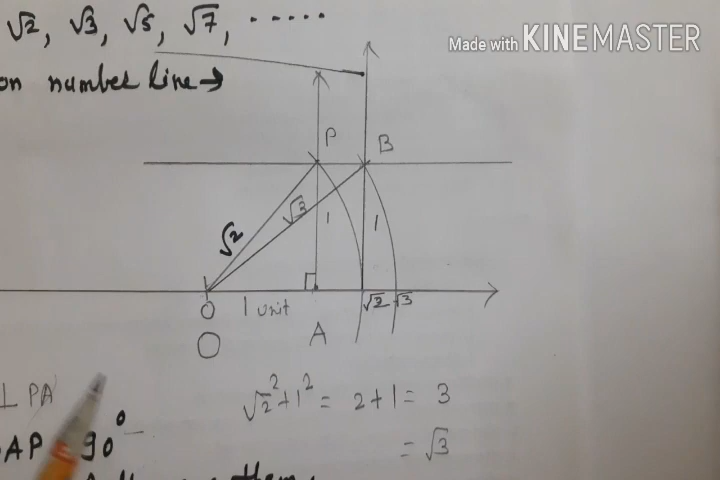 √2, √3, √5, √7, .....
Made with KINEMASTER
on number line →
P
B
√2
√3
1
1
0
1 unit
√2
√3
O
A
⊥ PA
√2² + 1² = 2 + 1 = 3
AP 90°
= √3